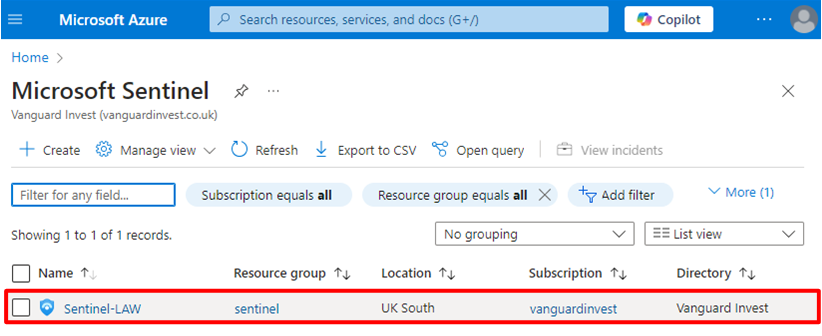 Microsoft Azure Search resources, services, and docs (G+/) Copilot ...
Home >
Microsoft Sentinel ...
Vanguard Invest (vanguardinvest.co.uk)
+ Create Manage view Refresh Export to CSV Open query View incidents
Filter for any field... Subscription equals all Resource group equals all Add filter More (1)
Showing 1 to 1 of 1 records. No grouping List view
Name Resource group Location Subscription Directory
Sentinel-LAW sentinel UK South vanguardinvest Vanguard Invest